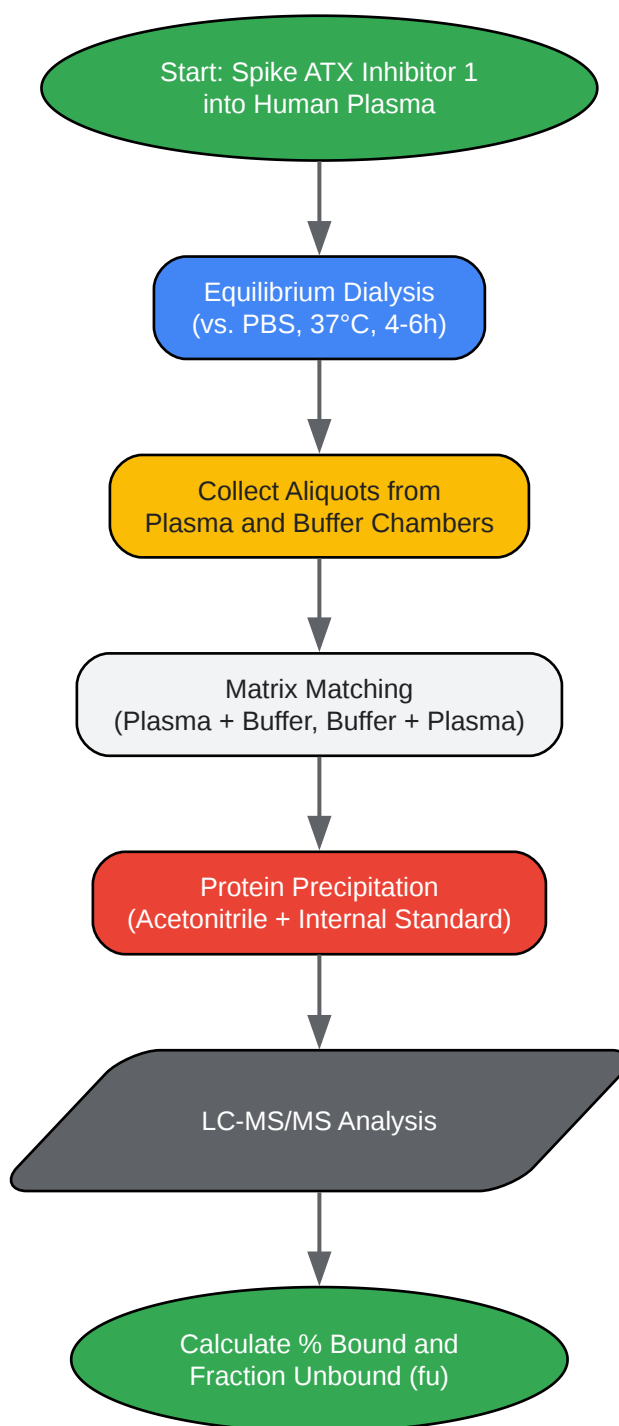 Start: Spike ATX Inhibitor 1
into Human Plasma
Equilibrium Dialysis
(vs. PBS, 37°C, 4-6h)
Collect Aliquots from
Plasma and Buffer Chambers
Matrix Matching
(Plasma + Buffer, Buffer + Plasma)
Protein Precipitation
(Acetonitrile + Internal Standard)
LC-MS/MS Analysis
Calculate % Bound and
Fraction Unbound (fu)